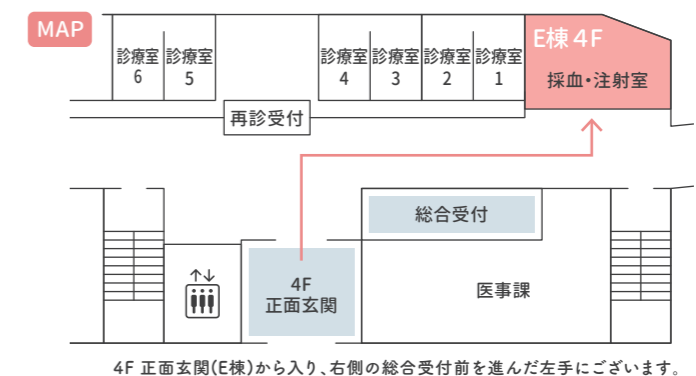 MAP
E棟 4F
採血・注射室
診療室
6
診療室
5
診療室
4
診療室
3
診療室
2
診療室
1
再診受付
総合受付
4F
正面玄関
医事課
4F 正面玄関(E棟)から入り、右側の総合受付前を進んだ左手にございます。